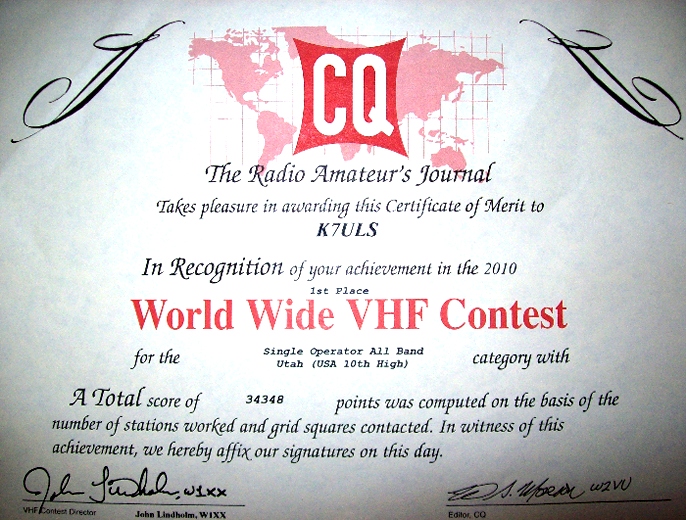 CQ
The Radio Amateur's Journal
Takes pleasure in awarding this Certificate of Merit to
K7ULS
In Recognition of your achievement in the 2010
1st Place
World Wide VHF Contest
for the Single Operator All Band category with
Utah (USA 10th High)
A Total score of 34348 points was computed on the basis of the
number of stations worked and grid squares contacted. In witness of this
achievement, we hereby affix our signatures on this day.
John Lindholm, W1XX
W2VU
VHF Contest Director John Lindholm, W1XX
Editor, CQ